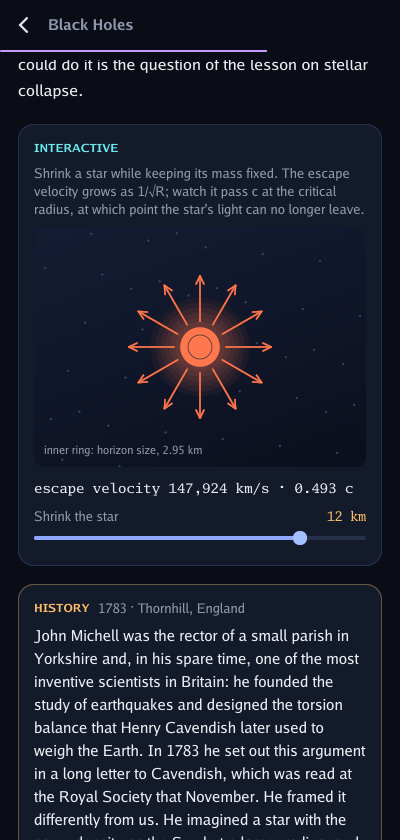 Black Holes
could do it is the question of the lesson on stellar
collapse.
INTERACTIVE
Shrink a star while keeping its mass fixed. The escape
velocity grows as 1/√R; watch it pass c at the critical
radius, at which point the star's light can no longer leave.
inner ring: horizon size, 2.95 km
escape velocity 147,924 km/s · 0.493 c
Shrink the star 12 km
HISTORY 1783 · Thornhill, England
John Michell was the rector of a small parish in
Yorkshire and, in his spare time, one of the most
inventive scientists in Britain: he founded the
study of earthquakes and designed the torsion
balance that Henry Cavendish later used to
weigh the Earth. In 1783 he set out this argument
in a long letter to Cavendish, which was read at
the Royal Society that November. He framed it
differently from us. He imagined a star with the